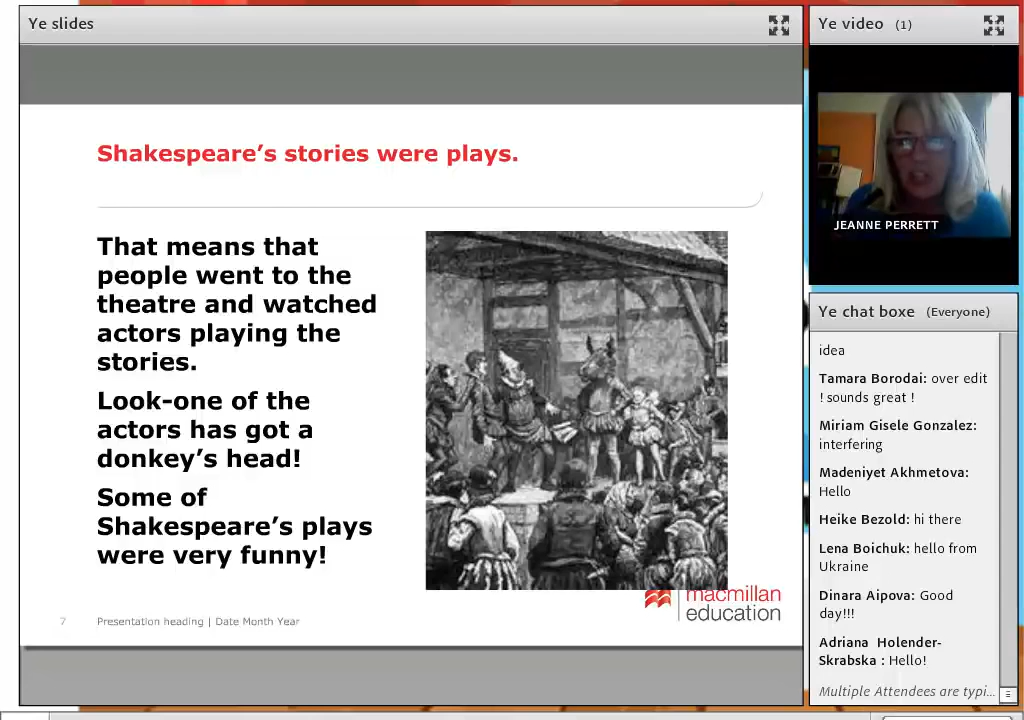 Ye slides
Shakespeare's stories were plays.
That means that
people went to the
theatre and watched
actors playing the
stories.
Look-one of the
actors has got a
donkey's head!
Some of
Shakespeare's plays
were very funny!
macmillan
education
7
Presentation heading | Date Month Year
Ye video (1)
JEANNE PERRETT
Ye chat boxe (Everyone)
idea
Tamara Borodai: over edit
! sounds great !
Miriam Gisele Gonzalez:
interfering
Madeniyet Akhmetova:
Hello
Heike Bezold: hi there
Lena Boichuk: hello from
Ukraine
Dinara Aipova: Good
day!!!
Adriana Holender-
Skrabska : Hello!
Multiple Attendees are typi...